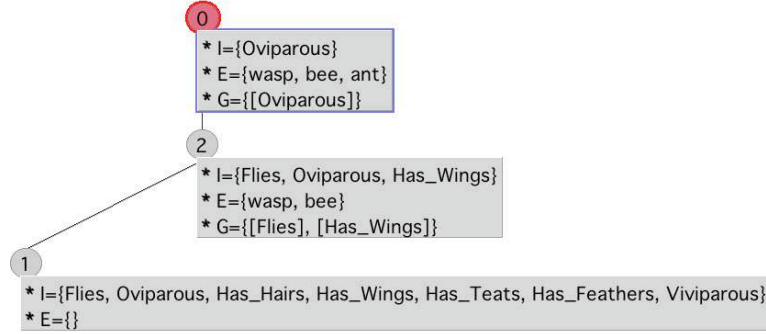 0
* I={Oviparous}
* E={wasp, bee, ant}
* G={[Oviparous]}
2
* I={Flies, Oviparous, Has_Wings}
* E={wasp, bee}
* G={[Flies], [Has_Wings]}
1
* I={Flies, Oviparous, Has_Hairs, Has_Wings, Has_Teats, Has_Feathers, Viviparous}
* E={}